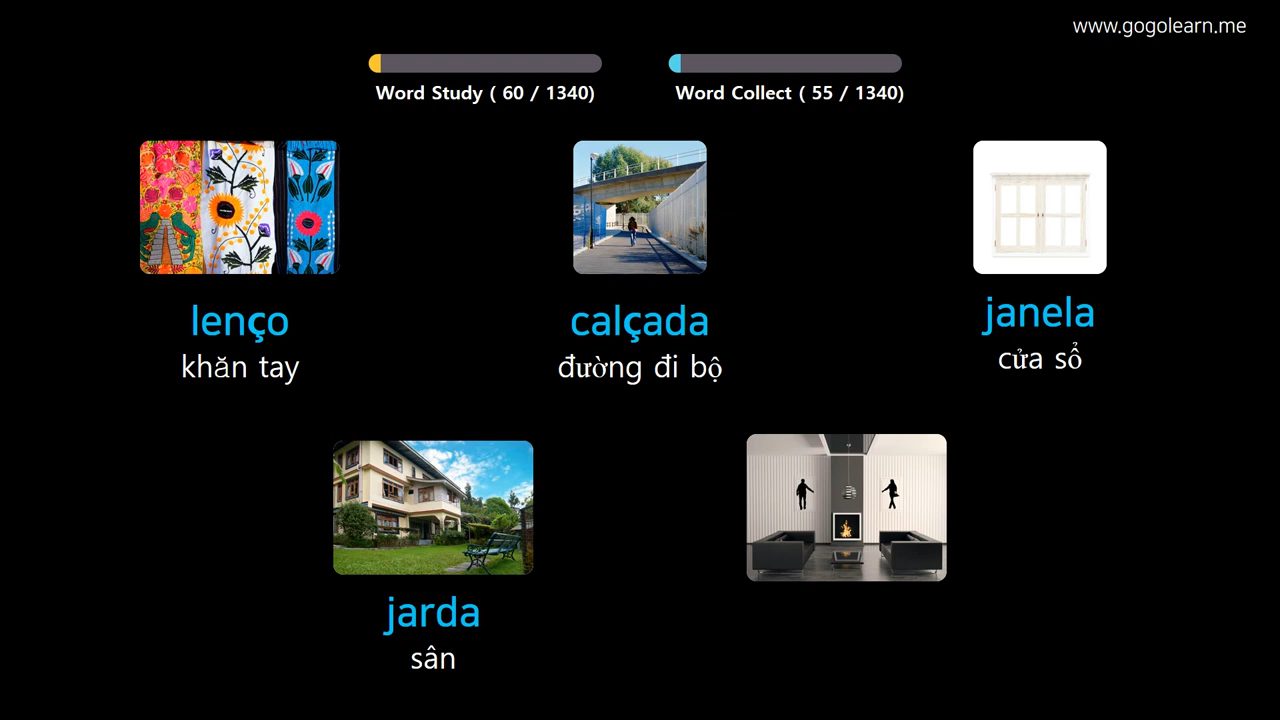 www.gogolearn.me
Word Study ( 60 / 1340)
Word Collect ( 55 / 1340)
lenço
khăn tay
calçada
đường đi bộ
janela
cửa sổ
jarda
sân